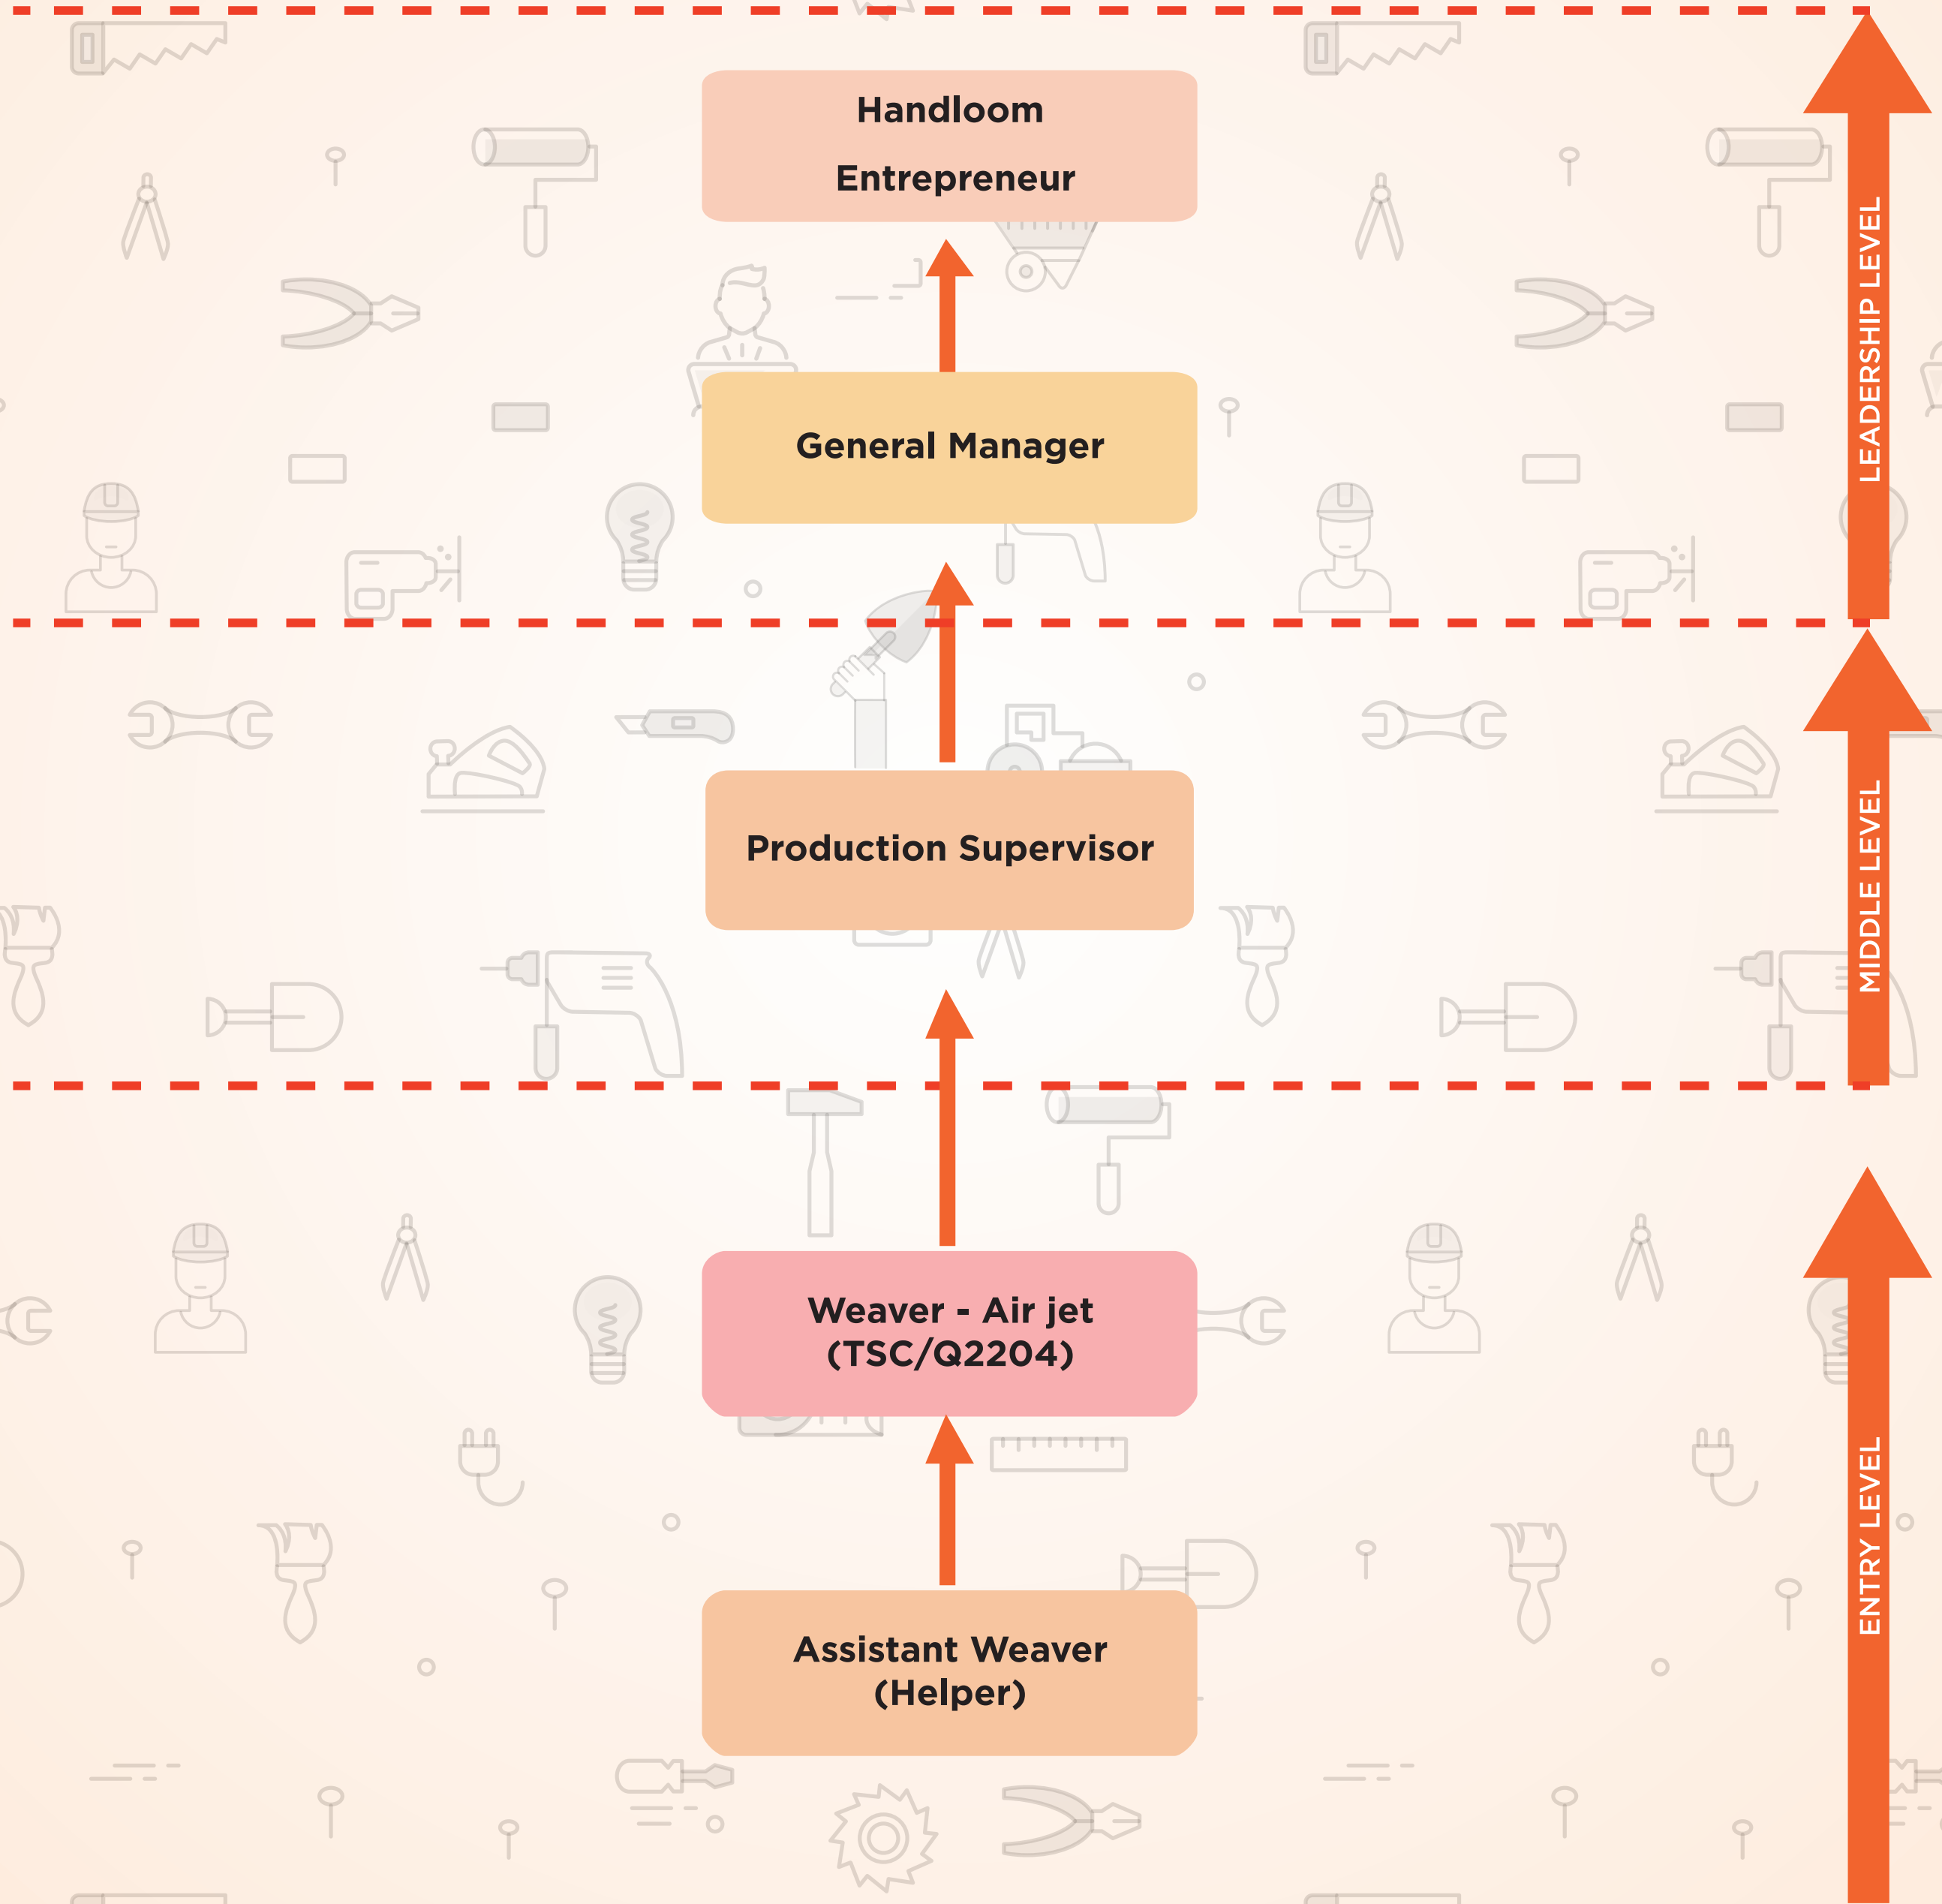 Handloom
Entrepreneur
LEADERSHIP LEVEL
General Manager
MIDDLE LEVEL
Production Supervisor
Weaver - Air jet
(TSC/Q2204)
ENTRY LEVEL
Assistant Weaver
(Helper)